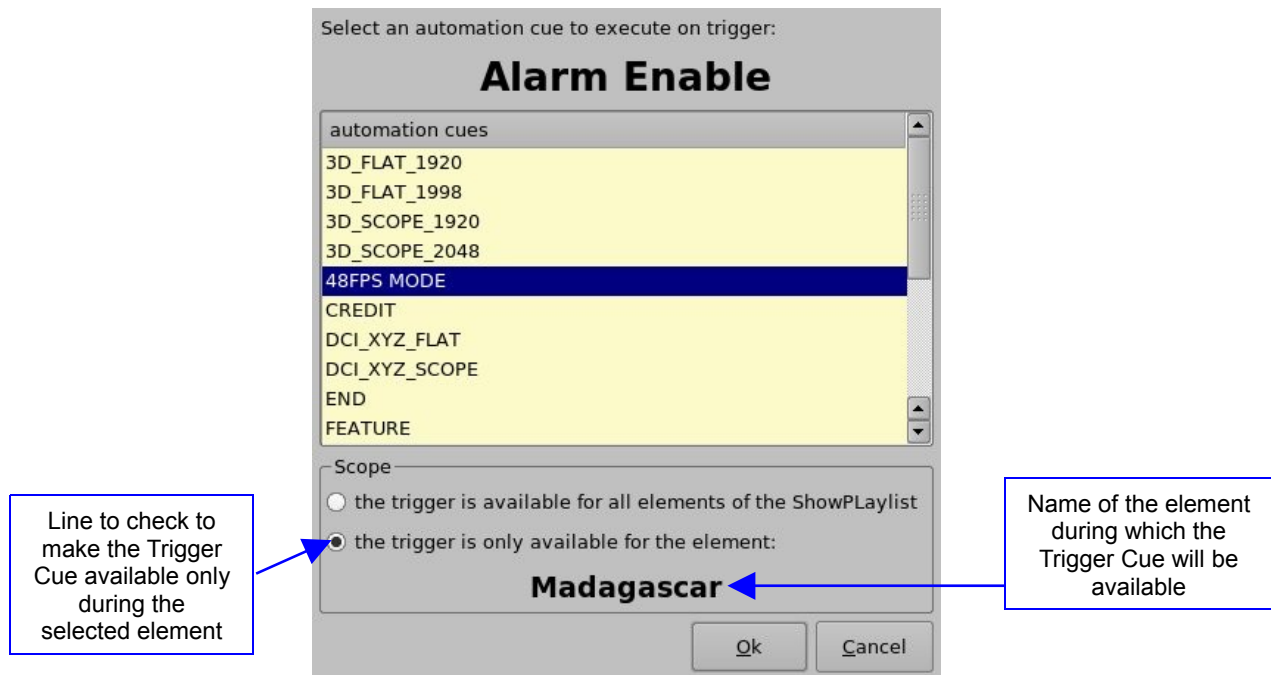 Select an automation cue to execute on trigger:
Alarm Enable
automation cues
3D_FLAT_1920
3D_FLAT_1998
3D_SCOPE_1920
3D_SCOPE_2048
48FPS MODE
CREDIT
DCI_XYZ_FLAT
DCI_XYZ_SCOPE
END
FEATURE
Scope
the trigger is available for all elements of the ShowPLaylist
the trigger is only available for the element:
Madagascar
Ok
Cancel
Line to check to
make the Trigger
Cue available only
during the
selected element
Name of the element
during which the
Trigger Cue will be
available